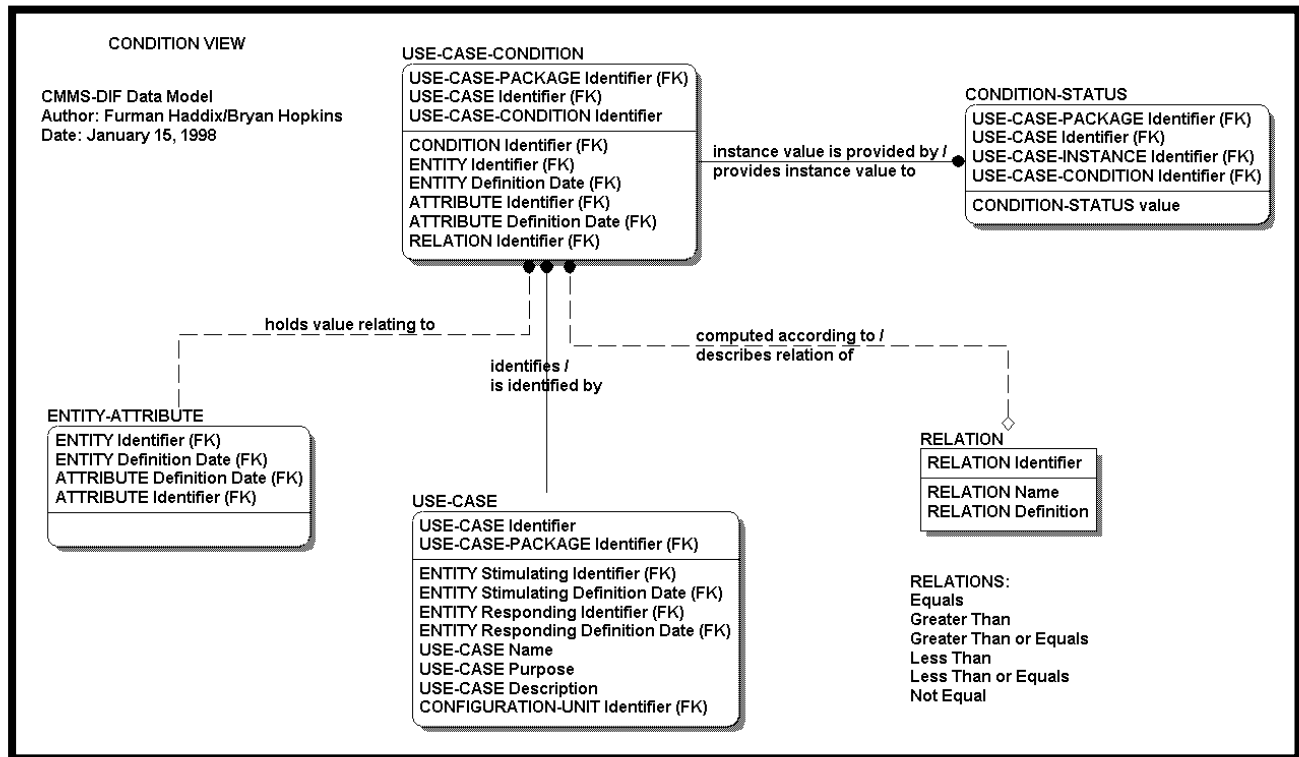 CONDITION VIEW
CMMS-DIF Data Model
Author: Furman Haddix/Bryan Hopkins
Date: January 15, 1998
USE-CASE-CONDITION
USE-CASE-PACKAGE Identifier (FK)
USE-CASE Identifier (FK)
USE-CASE-CONDITION Identifier
CONDITION Identifier (FK)
ENTITY Identifier (FK)
ENTITY Definition Date (FK)
ATTRIBUTE Identifier (FK)
ATTRIBUTE Definition Date (FK)
RELATION Identifier (FK)
instance value is provided by /
provides instance value to
CONDITION-STATUS
USE-CASE-PACKAGE Identifier (FK)
USE-CASE Identifier (FK)
USE-CASE-INSTANCE Identifier (FK)
USE-CASE-CONDITION Identifier (FK)
CONDITION-STATUS value
holds value relating to
identifies /
is identified by
computed according to /
describes relation of
ENTITY-ATTRIBUTE
ENTITY Identifier (FK)
ENTITY Definition Date (FK)
ATTRIBUTE Definition Date (FK)
ATTRIBUTE Identifier (FK)
USE-CASE
USE-CASE Identifier
USE-CASE-PACKAGE Identifier (FK)
ENTITY Stimulating Identifier (FK)
ENTITY Stimulating Definition Date (FK)
ENTITY Responding Identifier (FK)
ENTITY Responding Definition Date (FK)
USE-CASE Name
USE-CASE Purpose
USE-CASE Description
CONFIGURATION-UNIT Identifier (FK)
RELATION
RELATION Identifier
RELATION Name
RELATION Definition
RELATIONS:
Equals
Greater Than
Greater Than or Equals
Less Than
Less Than or Equals
Not Equal